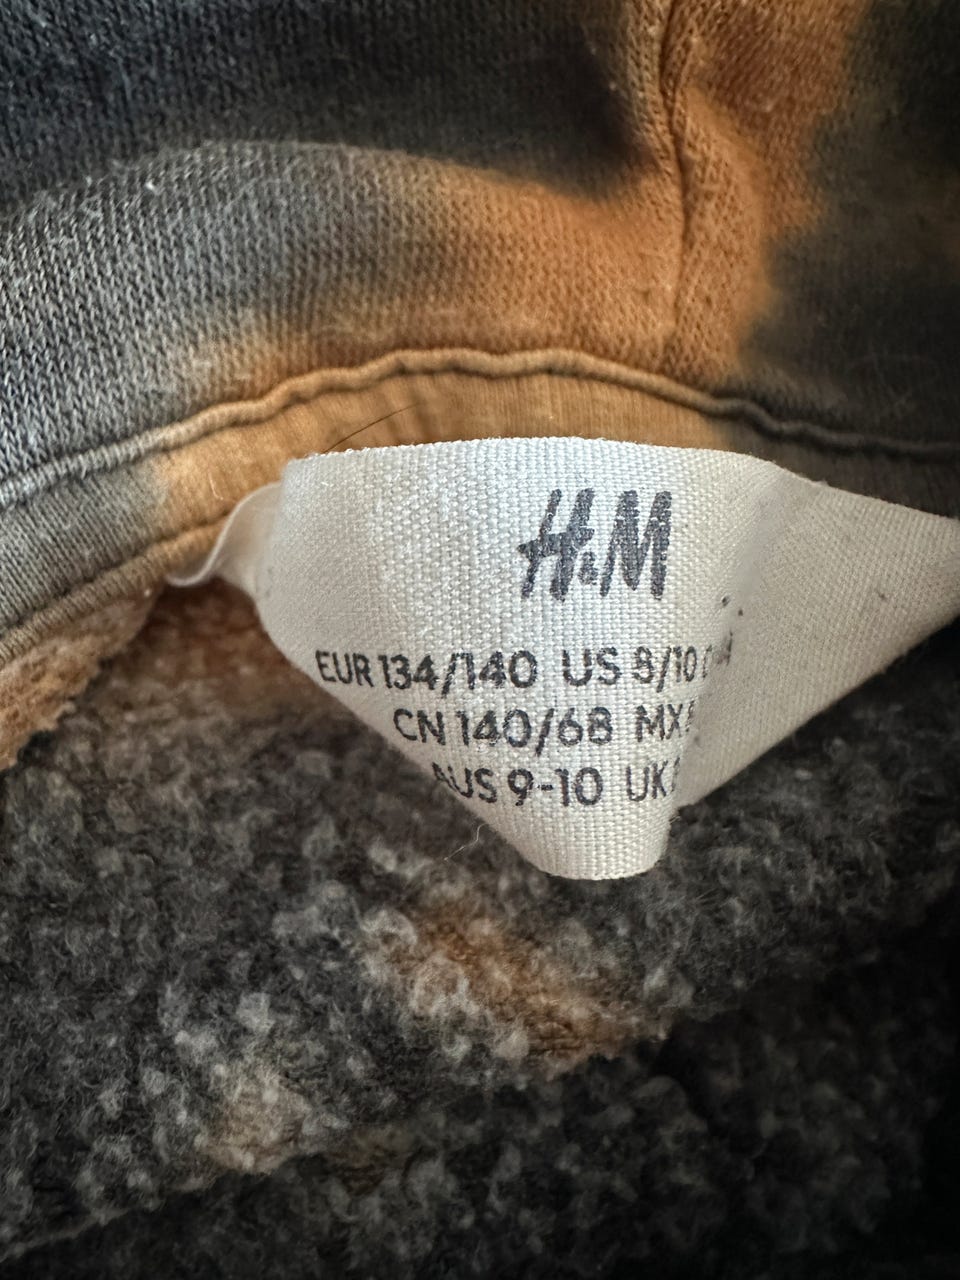 H&M
EUR 134/140 US 8/10
CN 140/68 MX
AUS 9-10 UK